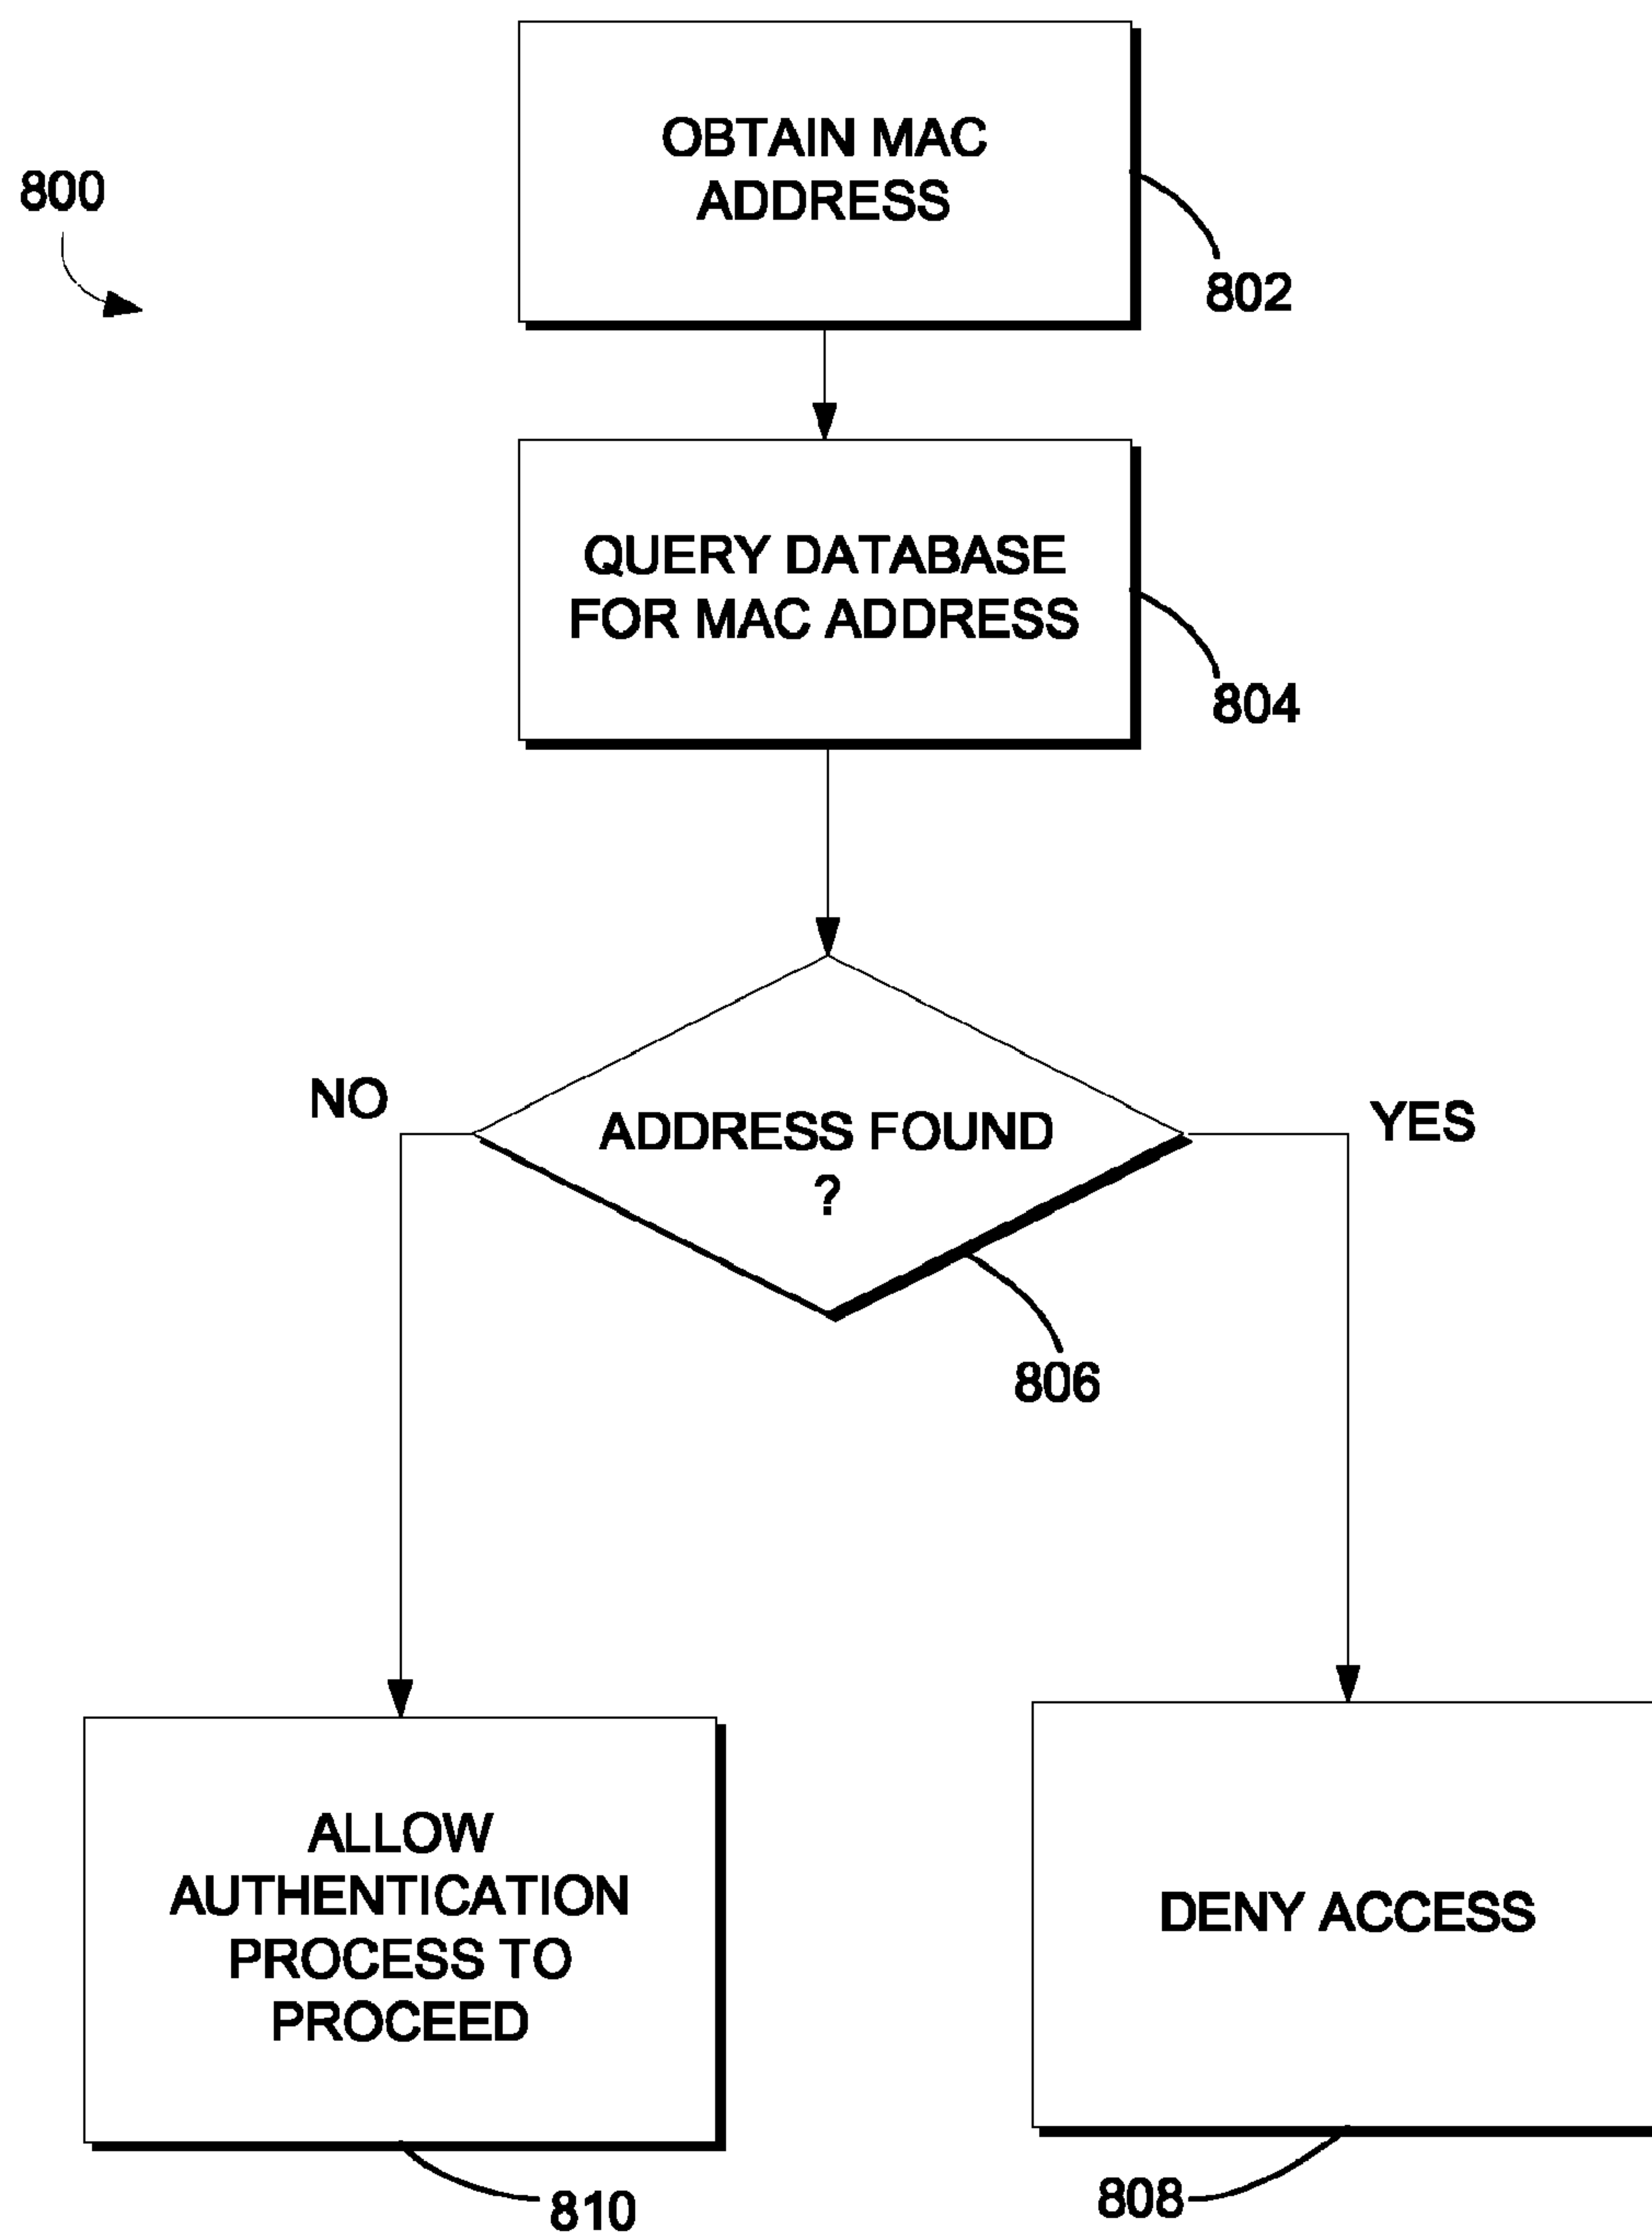 800
OBTAIN MAC
ADDRESS
802
QUERY DATABASE
FOR MAC ADDRESS
804
NO
ADDRESS FOUND
?
YES
806
ALLOW
AUTHENTICATION
PROCESS TO
PROCEED
810
DENY ACCESS
808